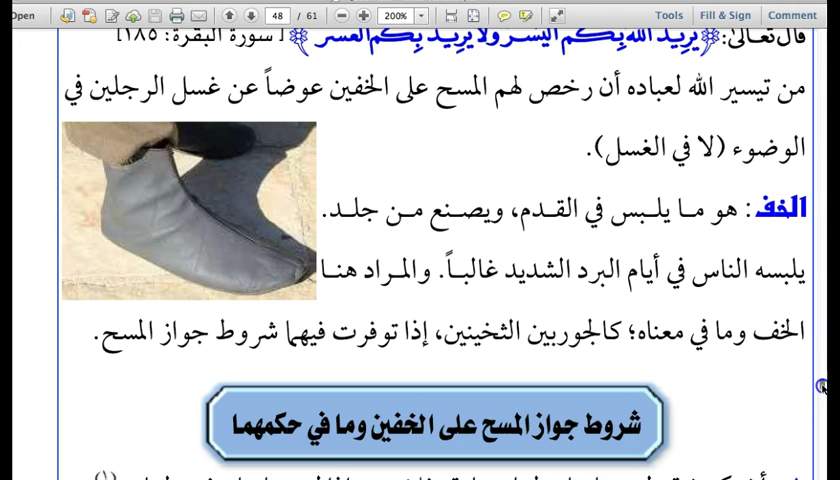 Open 48 / 61 200% Tools Fill & Sign Comment
قال تعالى: ﴿يريد الله بكم اليسر ولا يريد بكم العسر﴾ [سورة البقرة: ١٨٥]
من تيسير الله لعباده أن رخص لهم المسح على الخفين عوضاً عن غسل الرجلين في
الوضوء (لا في الغسل).
الخف: هو ما يلبس في القدم، ويصنع من جلد.
يلبسه الناس في أيام البرد الشديد غالباً. والمراد هنا
الخف وما في معناه؛ كالجوربين الثخينين، إذا توفرت فيهما شروط جواز المسح.
شروط جواز المسح على الخفين وما في حكمهما